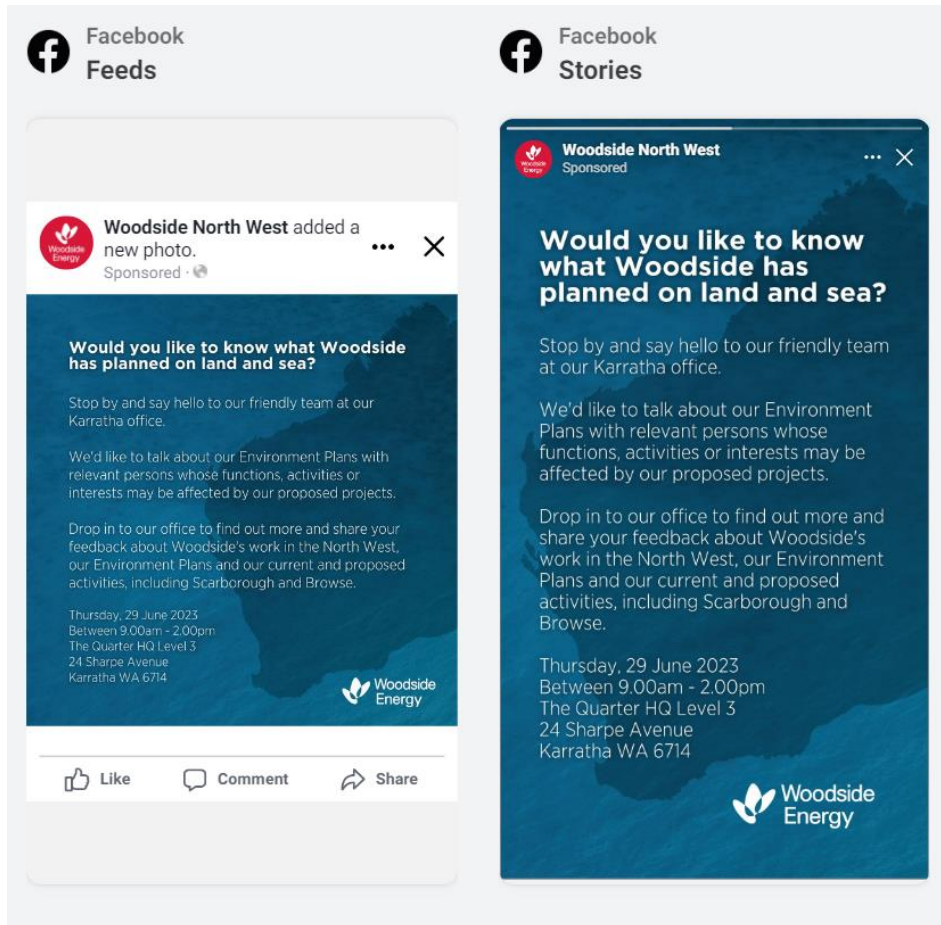 Facebook
Feeds
Woodside
Energy
Woodside North West added a
new photo.
Sponsored ·
Would you like to know what Woodside
has planned on land and sea?
Stop by and say hello to our friendly team at our
Karratha office.
We'd like to talk about our Environment Plans with
relevant persons whose functions, activities or
interests may be affected by our proposed projects.
Drop in to our office to find out more and share your
feedback about Woodside's work in the North West,
our Environment Plans and our current and proposed
activities, including Scarborough and Browse.
Thursday, 29 June 2023
Between 9.00am - 2.00pm
The Quarter HQ Level 3
24 Sharpe Avenue
Karratha WA 6714
Woodside
Energy
Like
Comment
Share
Facebook
Stories
Woodside
Energy
Woodside North West
Sponsored
Would you like to know
what Woodside has
planned on land and sea?
Stop by and say hello to our friendly team
at our Karratha office.
We'd like to talk about our Environment
Plans with relevant persons whose
functions, activities or interests may be
affected by our proposed projects.
Drop in to our office to find out more and
share your feedback about Woodside's
work in the North West, our Environment
Plans and our current and proposed
activities, including Scarborough and
Browse.
Thursday, 29 June 2023
Between 9.00am - 2.00pm
The Quarter HQ Level 3
24 Sharpe Avenue
Karratha WA 6714
Woodside
Energy